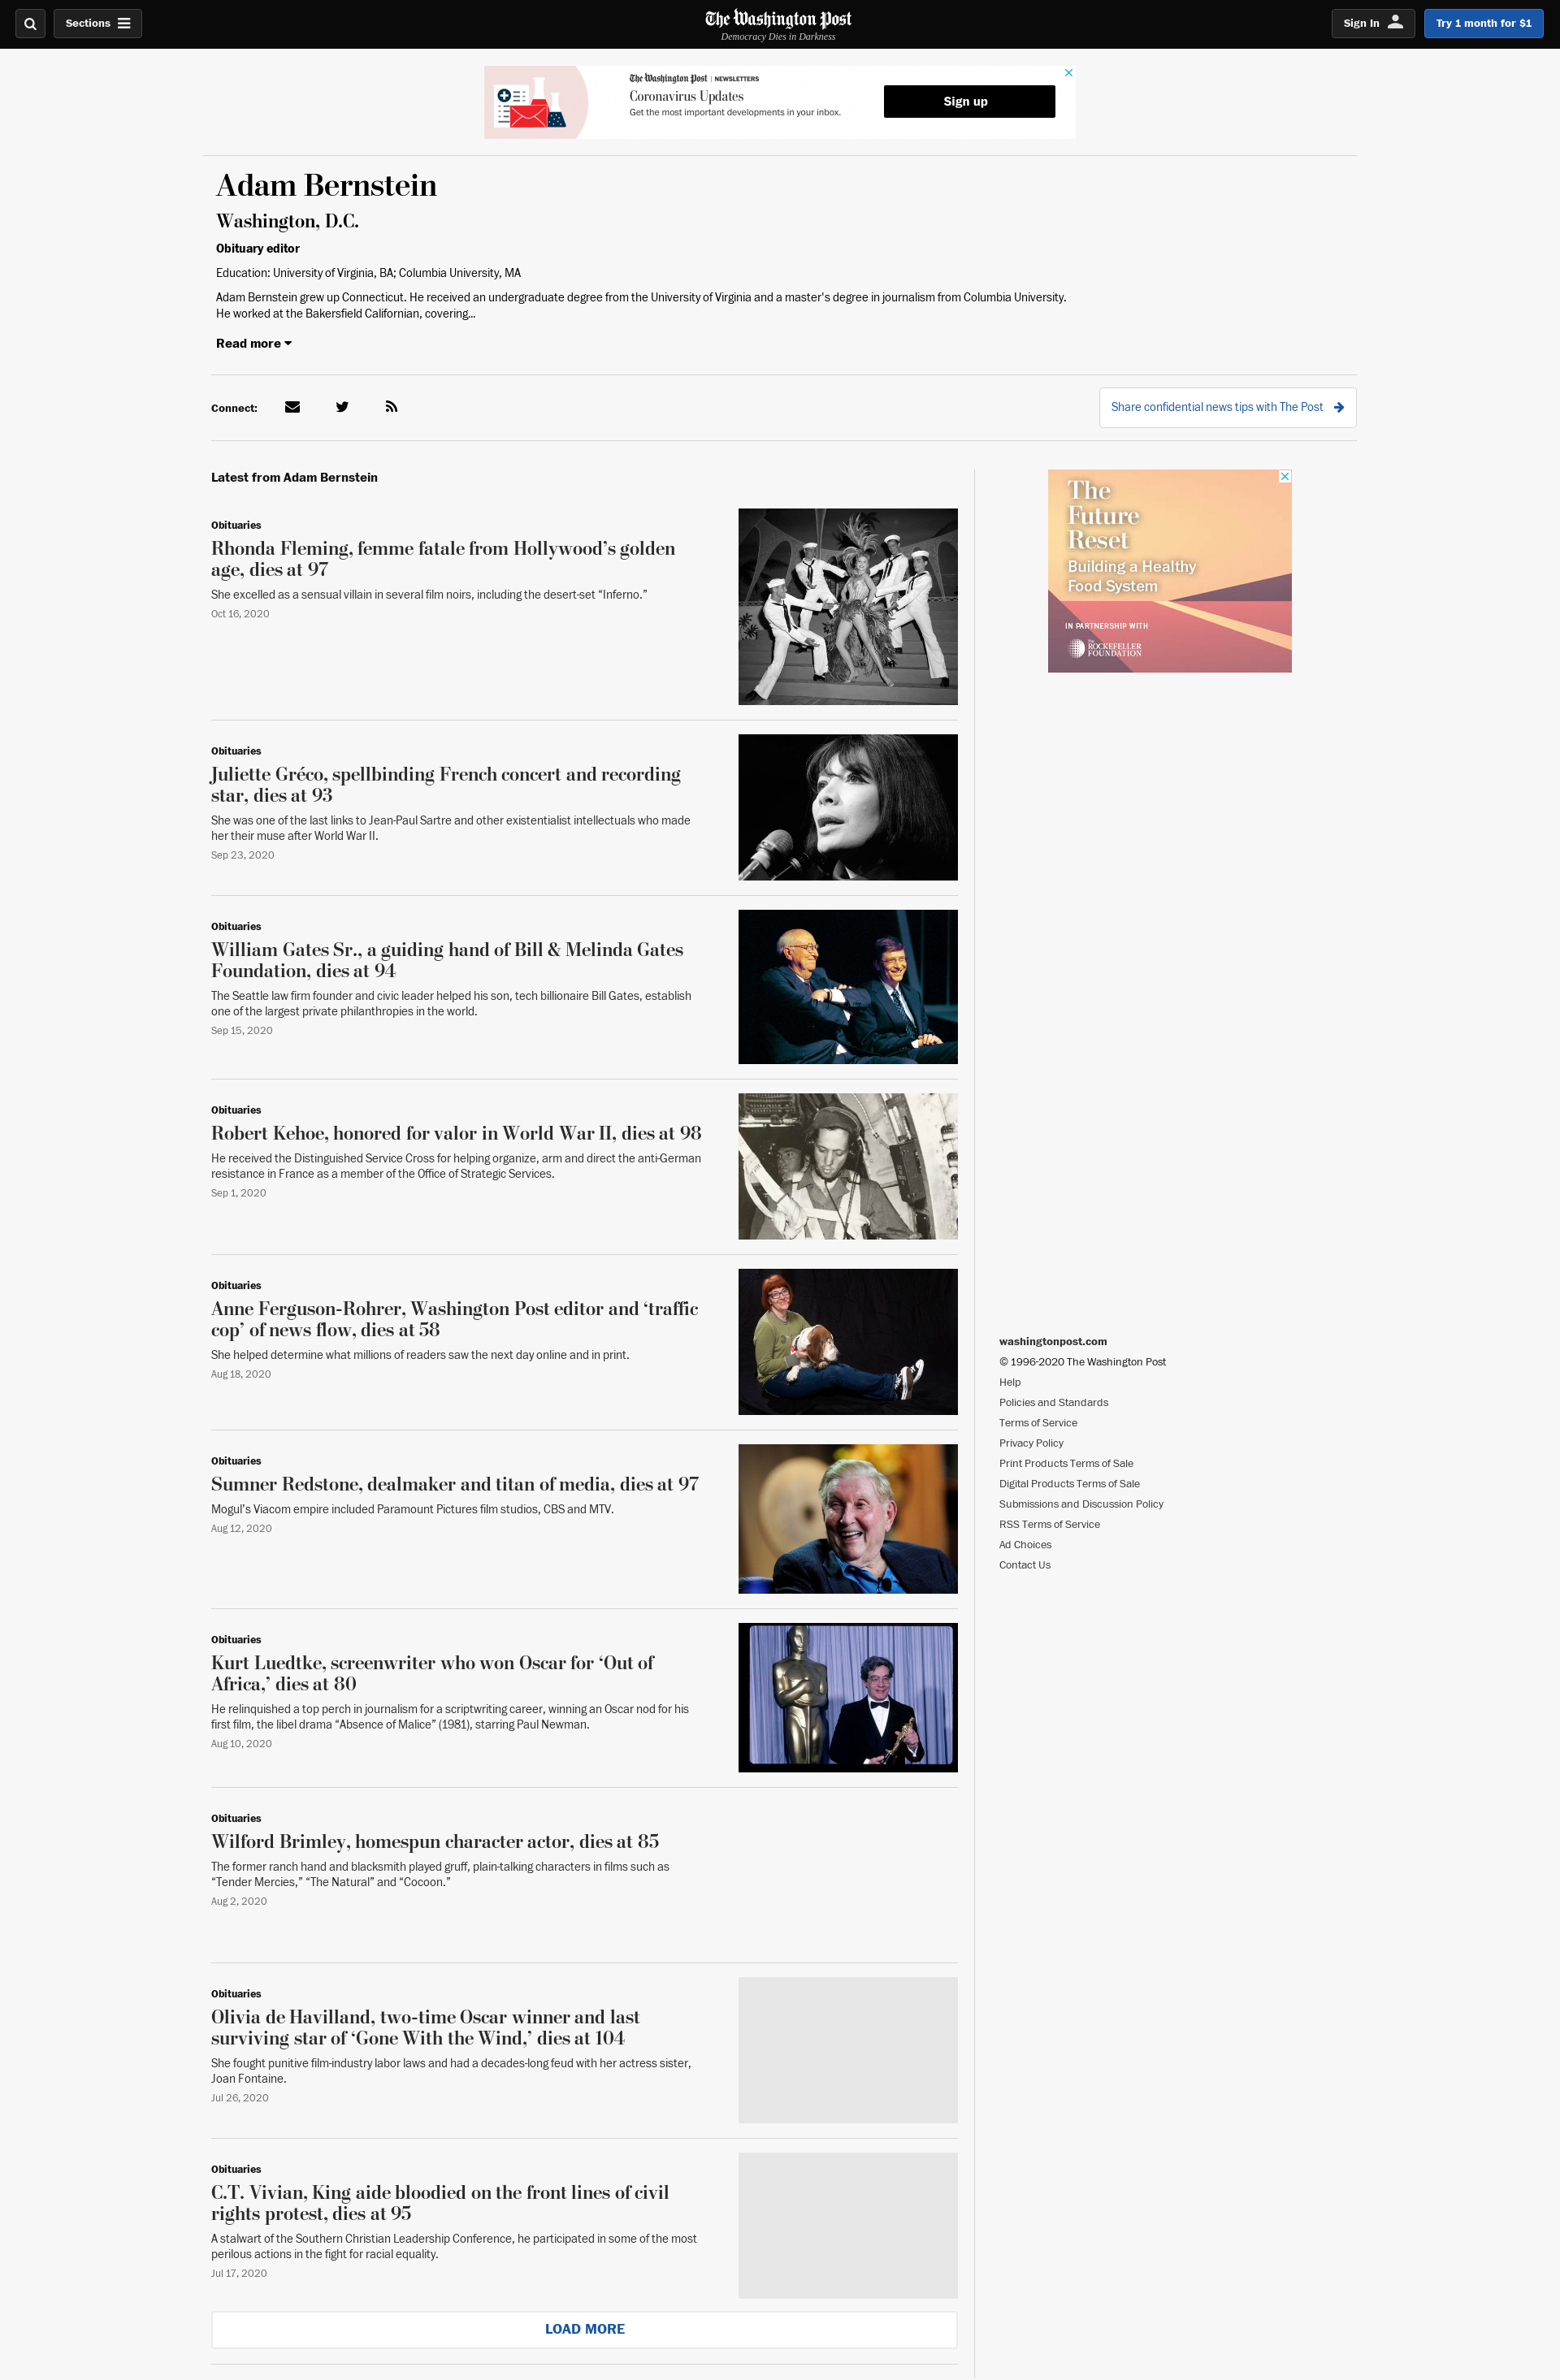 Sections
The Washington Post
Democracy Dies in Darkness
Sign In
Try 1 month for $1
The Washington Post | NEWSLETTERS
Coronavirus Updates
Get the most important developments in your inbox.
Sign up
Adam Bernstein
Washington, D.C.
Obituary editor
Education: University of Virginia, BA; Columbia University, MA
Adam Bernstein grew up Connecticut. He received an undergraduate degree from the University of Virginia and a master's degree in journalism from Columbia University.
He worked at the Bakersfield Californian, covering...
Read more
Connect:
Share confidential news tips with The Post
Latest from Adam Bernstein
Obituaries
Rhonda Fleming, femme fatale from Hollywood’s golden
age, dies at 97
She excelled as a sensual villain in several film noirs, including the desert-set “Inferno.”
Oct 16, 2020
Obituaries
Juliette Gréco, spellbinding French concert and recording
star, dies at 93
She was one of the last links to Jean-Paul Sartre and other existentialist intellectuals who made
her their muse after World War II.
Sep 23, 2020
Obituaries
William Gates Sr., a guiding hand of Bill & Melinda Gates
Foundation, dies at 94
The Seattle law firm founder and civic leader helped his son, tech billionaire Bill Gates, establish
one of the largest private philanthropies in the world.
Sep 15, 2020
Obituaries
Robert Kehoe, honored for valor in World War II, dies at 98
He received the Distinguished Service Cross for helping organize, arm and direct the anti-German
resistance in France as a member of the Office of Strategic Services.
Sep 1, 2020
Obituaries
Anne Ferguson-Rohrer, Washington Post editor and ‘traffic
cop’ of news flow, dies at 58
She helped determine what millions of readers saw the next day online and in print.
Aug 18, 2020
Obituaries
Sumner Redstone, dealmaker and titan of media, dies at 97
Mogul’s Viacom empire included Paramount Pictures film studios, CBS and MTV.
Aug 12, 2020
Obituaries
Kurt Luedtke, screenwriter who won Oscar for ‘Out of
Africa,’ dies at 80
He relinquished a top perch in journalism for a scriptwriting career, winning an Oscar nod for his
first film, the libel drama “Absence of Malice” (1981), starring Paul Newman.
Aug 10, 2020
Obituaries
Wilford Brimley, homespun character actor, dies at 85
The former ranch hand and blacksmith played gruff, plain-talking characters in films such as
“Tender Mercies,” “The Natural” and “Cocoon.”
Aug 2, 2020
Obituaries
Olivia de Havilland, two-time Oscar winner and last
surviving star of ‘Gone With the Wind,’ dies at 104
She fought punitive film-industry labor laws and had a decades-long feud with her actress sister,
Joan Fontaine.
Jul 26, 2020
Obituaries
C.T. Vivian, King aide bloodied on the front lines of civil
rights protest, dies at 95
A stalwart of the Southern Christian Leadership Conference, he participated in some of the most
perilous actions in the fight for racial equality.
Jul 17, 2020
LOAD MORE
The
Future
Reset
Building a Healthy
Food System
IN PARTNERSHIP WITH
The
ROCKEFELLER
FOUNDATION
washingtonpost.com
© 1996-2020 The Washington Post
Help
Policies and Standards
Terms of Service
Privacy Policy
Print Products Terms of Sale
Digital Products Terms of Sale
Submissions and Discussion Policy
RSS Terms of Service
Ad Choices
Contact Us